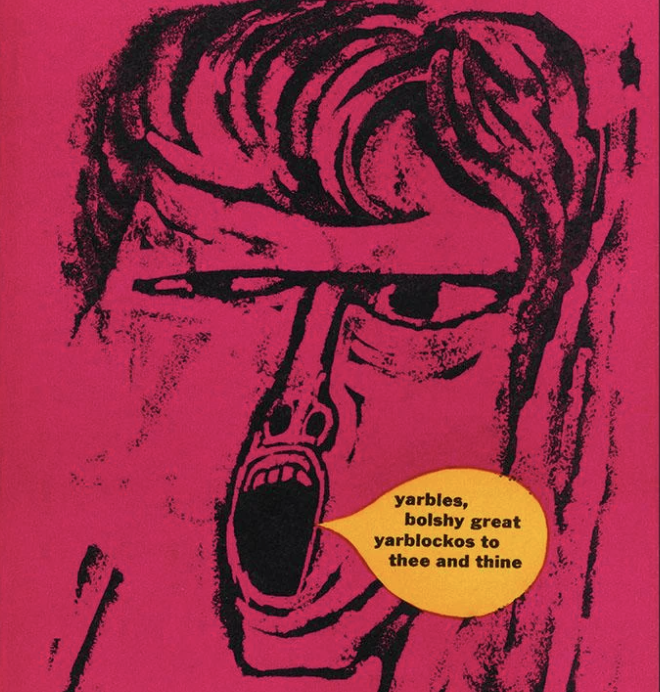 yarbles,
bolshy great
yarblockos to
thee and thine